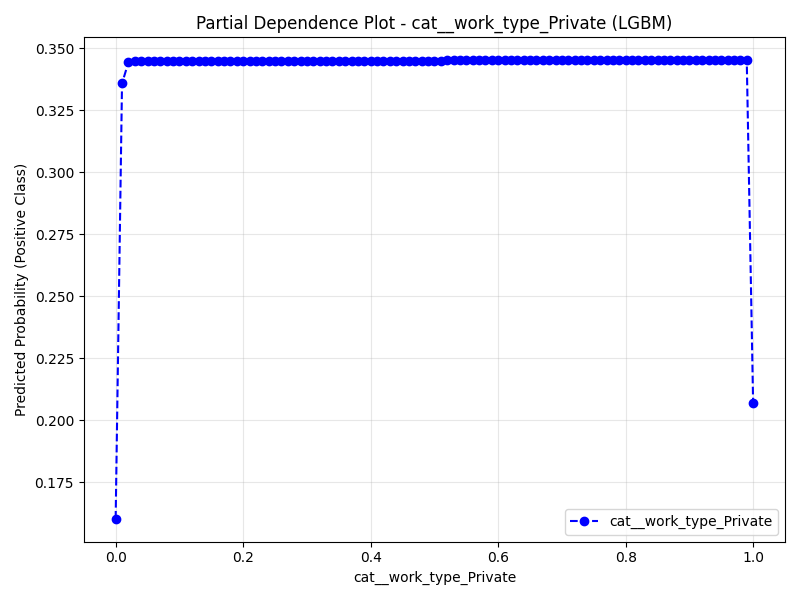 Partial Dependence Plot - cat__work_type_Private (LGBM)
Predicted Probability (Positive Class)
0.350
0.325
0.300
0.275
0.250
0.225
0.200
0.175
cat__work_type_Private
0.0 0.2 0.4 0.6 0.8 1.0
cat__work_type_Private